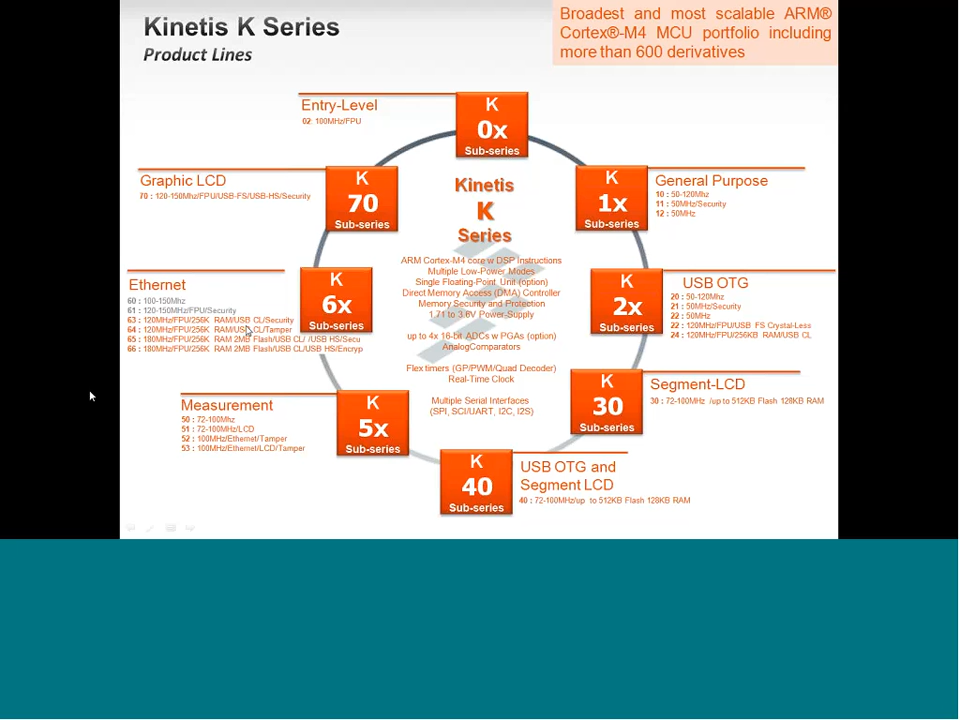 Kinetis K Series
Product Lines
Broadest and most scalable ARM®
Cortex®-M4 MCU portfolio including
more than 600 derivatives
Entry-Level
02: 100MHz/FPU
K
0x
Sub-series
Graphic LCD
70 : 120-150Mhz/FPU/USB-FS/USB-HS/Security
K
70
Sub-series
K
1x
Sub-series
General Purpose
10 : 50-120Mhz
11 : 50MHz/Security
12 : 50MHz
Kinetis
K
Series
ARM Cortex-M4 core w DSP Instructions
Multiple Low-Power Modes
Single Floating-Point Unit (option)
Direct Memory Access (DMA) Controller
Memory Security and Protection
1.71 to 3.6V Power-Supply
up to 4x 16-bit ADCs w PGAs (option)
AnalogComparators
Flex timers (GP/PWM/Quad Decoder)
Real-Time Clock
Multiple Serial Interfaces
(SPI, SCI/UART, I2C, I2S)
Ethernet
60 : 100-150Mhz
61 : 120-150MHz/FPU/Security
63 : 120MHz/FPU/256K RAM/USB CL/Security
64 : 120MHz/FPU/256K RAM/USB CL/Tamper
65 : 180MHz/FPU/256K RAM 2MB Flash/USB CL/ /USB HS/Secu
66 : 180MHz/FPU/256K RAM 2MB Flash/USB CL/USB HS/Encryp
K
6x
Sub-series
K
2x
Sub-series
USB OTG
20 : 50-120Mhz
21 : 50MHz/Security
22 : 50MHz
22 : 120MHz/FPU/USB FS Crystal-Less
24 : 120MHz/FPU/256KB RAM/USB CL
K
30
Sub-series
Segment-LCD
30 : 72-100MHz /up to 512KB Flash 128KB RAM
Measurement
50 : 72-100Mhz
51 : 72-100MHz/LCD
52 : 100MHz/Ethernet/Tamper
53 : 100MHz/Ethernet/LCD/Tamper
K
5x
Sub-series
K
40
Sub-series
USB OTG and
Segment LCD
40 : 72-100MHz/up to 512KB Flash 128KB RAM